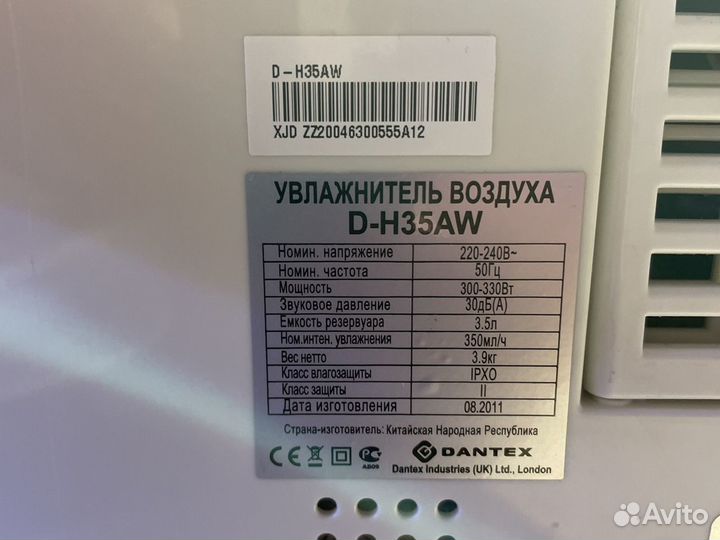 D-H35AW
XJD ZZ20046300555A12
УВЛАЖНИТЕЛЬ ВОЗДУХА
D-H35AW
Номин. напряжение 220-240В~
Номин. частота 50Гц
Мощность 300-330Вт
Звуковое давление 30дБ(А)
Емкость резервуара 3.5л
Ном.интен. увлажнения 350мл/ч
Вес нетто 3.9кг
Класс влагозащиты IPXO
Класс защиты II
Дата изготовления 08.2011
Страна-изготовитель: Китайская Народная Республика
CE АБ09 DANTEX
Dantex Industries (UK) Ltd., London
Avito